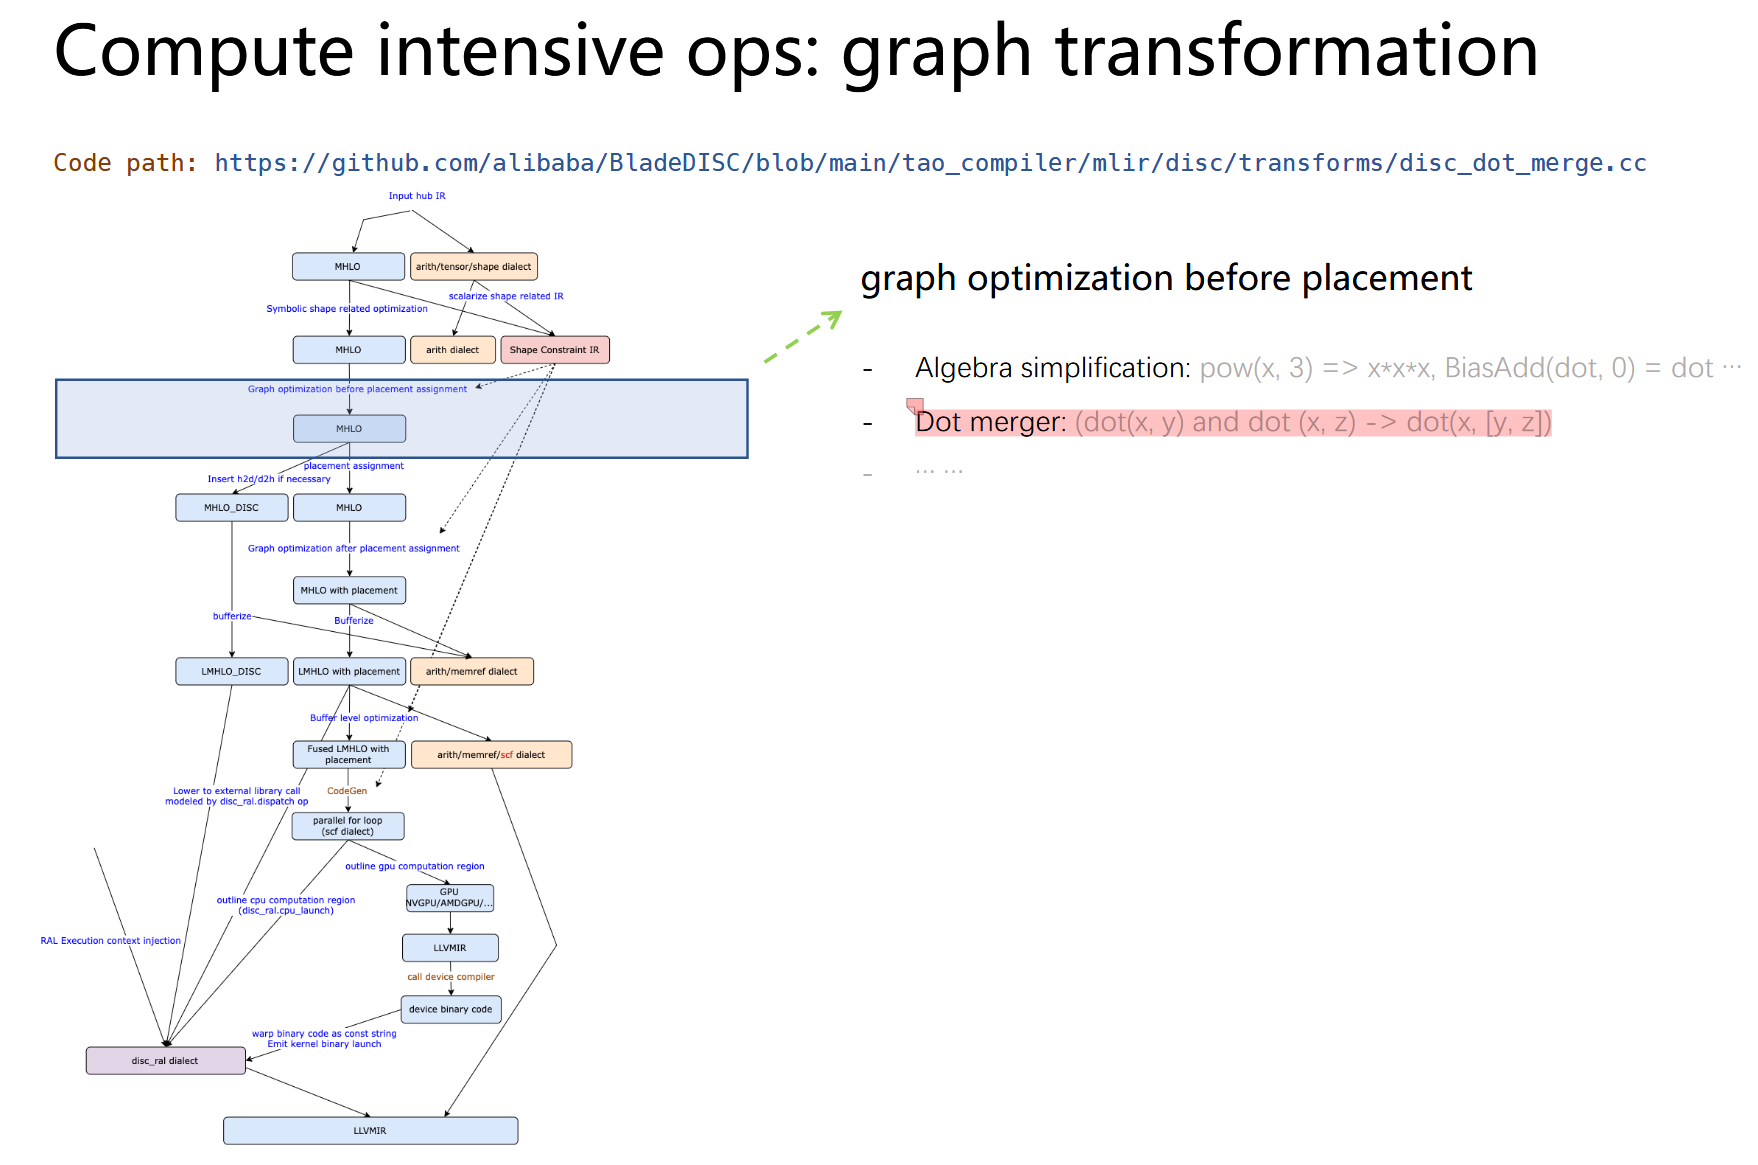 Compute intensive ops: graph transformation
Code path: https://github.com/alibaba/BladeDISC/blob/main/tao_compiler/mlir/disc/transforms/disc_dot_merge.cc
Input hub IR
MHLO
arith/tensor/shape dialect
scalarize shape related IR
Symbolic shape related optimization
MHLO
arith dialect
Shape Constraint IR
Graph optimization before placement assignment
MHLO
placement assignment
Insert h2d/d2h if necessary
MHLO_DISC
MHLO
Graph optimization after placement assignment
MHLO with placement
bufferize
Bufferize
LMHLO_DISC
LMHLO with placement
arith/memref dialect
Buffer level optimization
Fused LMHLO with
placement
arith/memref/scf dialect
Lower to external library call
modeled by disc_ral.dispatch op
CodeGen
parallel for loop
(scf dialect)
outline gpu computation region
GPU
NVGPU/AMDGPU/...
outline cpu computation region
(disc_ral.cpu_launch)
RAL Execution context injection
LLVMIR
call device compiler
device binary code
warp binary code as const string
Emit kernel binary launch
disc_ral dialect
LLVMIR
graph optimization before placement
- Algebra simplification: pow(x, 3) => x*x*x, BiasAdd(dot, 0) = dot ...
- Dot merger: (dot(x, y) and dot (x, z) -> dot(x, [y, z])
- ... ...